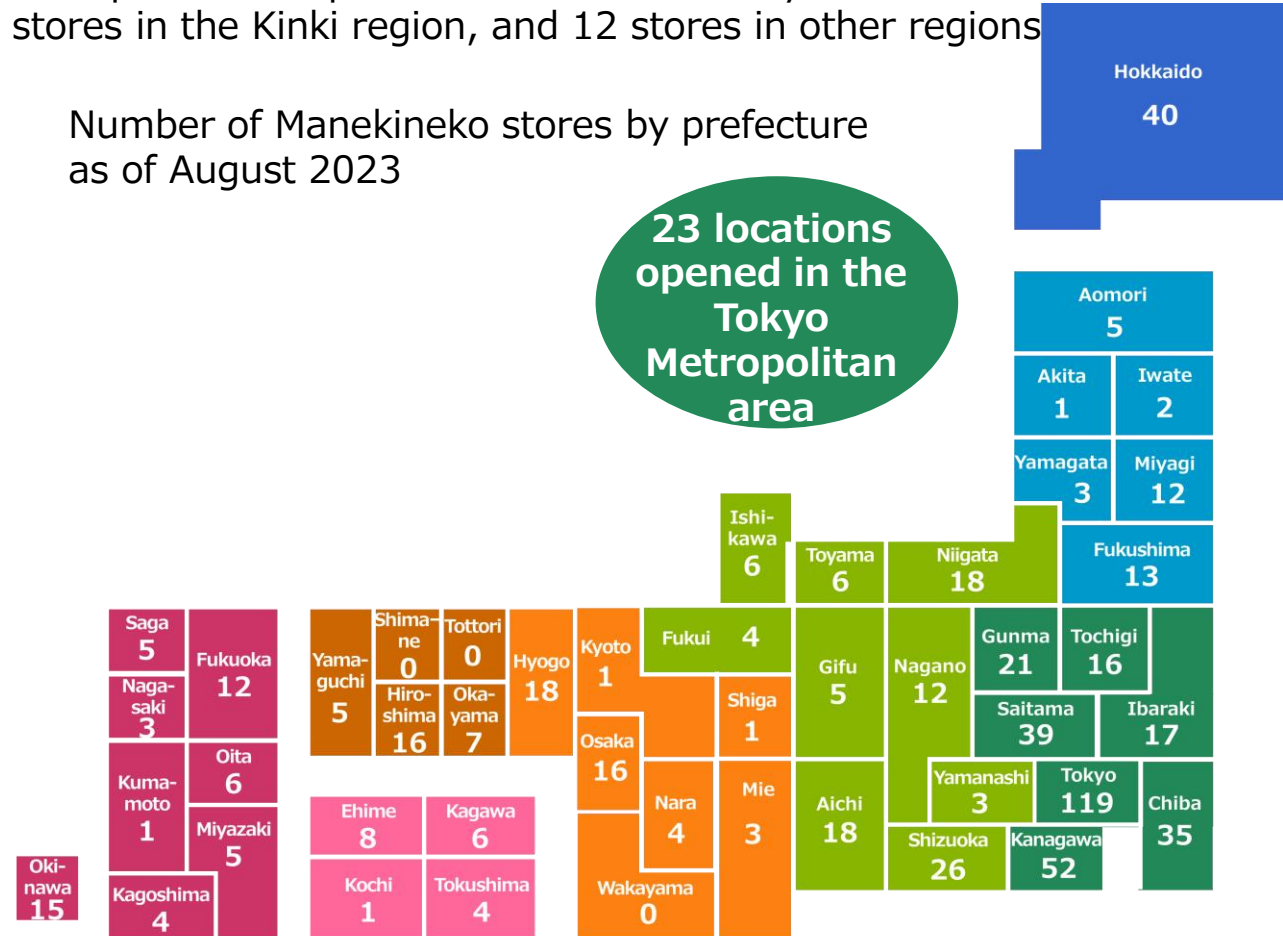 stores in the Kinki region, and 12 stores in other regions
Number of Manekineko stores by prefecture
as of August 2023
23 locations
opened in the
Tokyo
Metropolitan
area
Hokkaido
40
Aomori
5
Akita
1
Iwate
2
Yamagata
3
Miyagi
12
Fukushima
13
Ishi-
kawa
6
Toyama
6
Niigata
18
Fukui 4
Gifu
5
Nagano
12
Gunma
21
Tochigi
16
Saitama
39
Ibaraki
17
Yamanashi
3
Tokyo
119
Chiba
35
Aichi
18
Shizuoka
26
Kanagawa
52
Kyoto
1
Shiga
1
Hyogo
18
Osaka
16
Nara
4
Mie
3
Wakayama
0
Yama-
guchi
5
Shima-
ne
0
Tottori
0
Hiro-
shima
16
Oka-
yama
7
Ehime
8
Kagawa
6
Kochi
1
Tokushima
4
Saga
5
Fukuoka
12
Naga-
saki
3
Oita
6
Kuma-
moto
1
Miyazaki
5
Kagoshima
4
Oki-
nawa
15